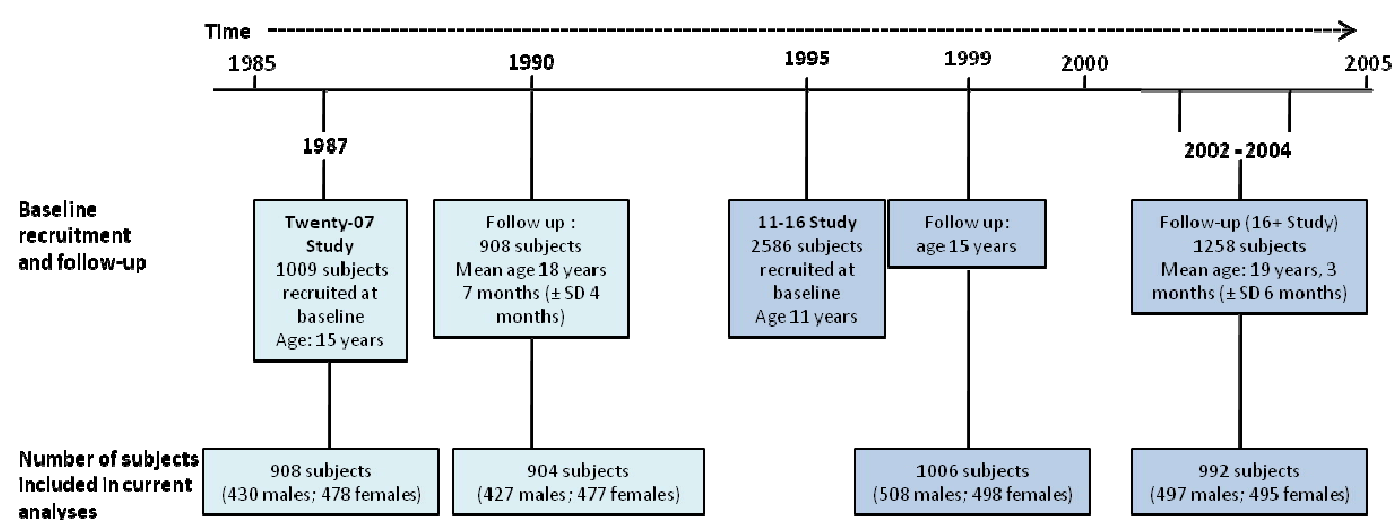 Time
1985
1990
1995
1999
2000
2005
1987
2002 - 2004
Baseline
recruitment
and follow-up
Twenty-07
Study
1009 subjects
recruited at
baseline
Age: 15 years
Follow up :
908 subjects
Mean age 18 years
7 months (± SD 4
months)
11-16 Study
2586 subjects
recruited at
baseline
Age 11 years
Follow up:
age 15 years
Follow-up (16+ Study)
1258 subjects
Mean age: 19 years, 3
months (± SD 6 months)
Number of subjects
included in current
analyses
908 subjects
(430 males; 478 females)
904 subjects
(427 males; 477 females)
1006 subjects
(508 males; 498 females)
992 subjects
(497 males; 495 females)